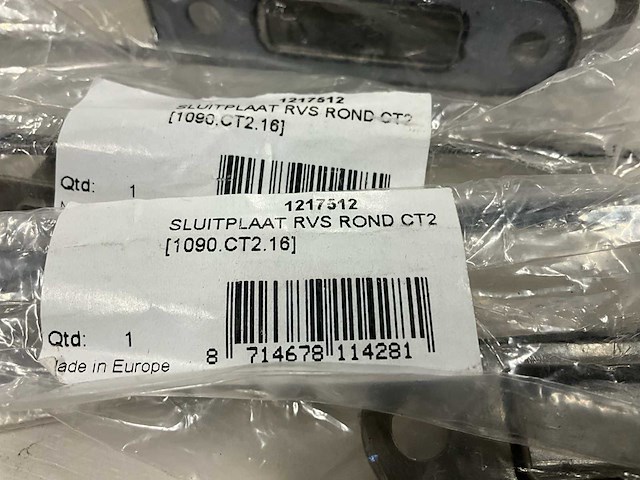 1217512
SLUITPLAAT RVS ROND CT2
[1090.CT2.16]
Qtd: 1
1217512
SLUITPLAAT RVS ROND CT2
[1090.CT2.16]
8 714678 114281
Qtd: 1
ade in Europe